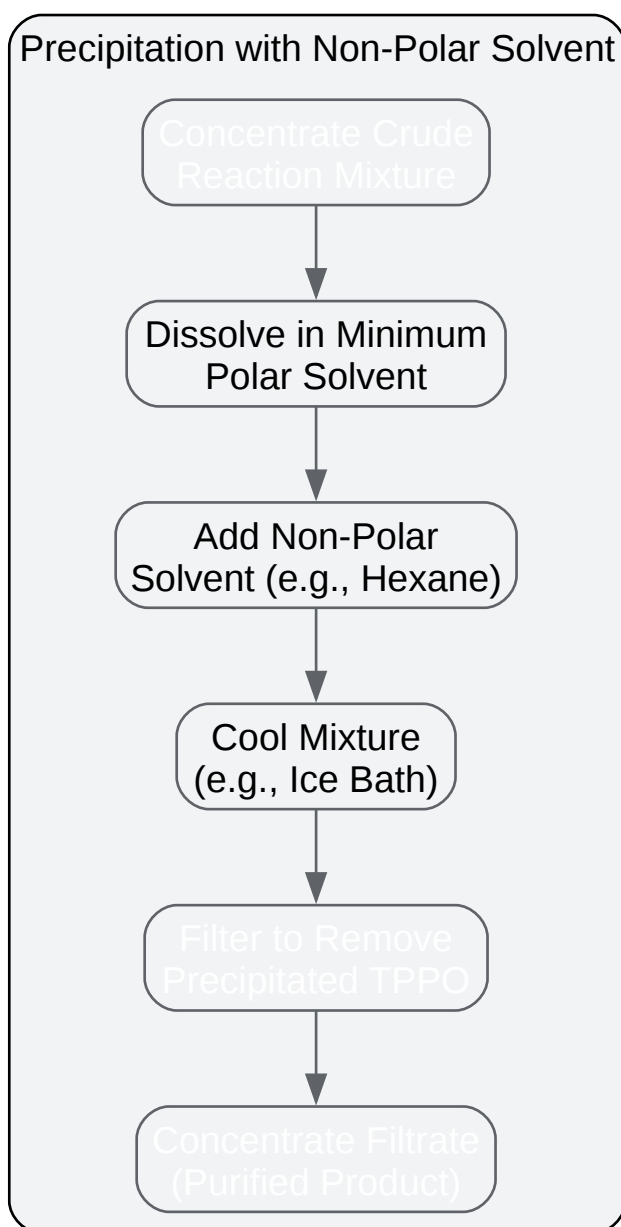 Precipitation with Non-Polar Solvent
Concentrate Crude
Reaction Mixture
Dissolve in Minimum
Polar Solvent
Add Non-Polar
Solvent (e.g., Hexane)
Cool Mixture
(e.g., Ice Bath)
Filter to Remove
Precipitated TPPO
Concentrate Filtrate
(Purified Product)